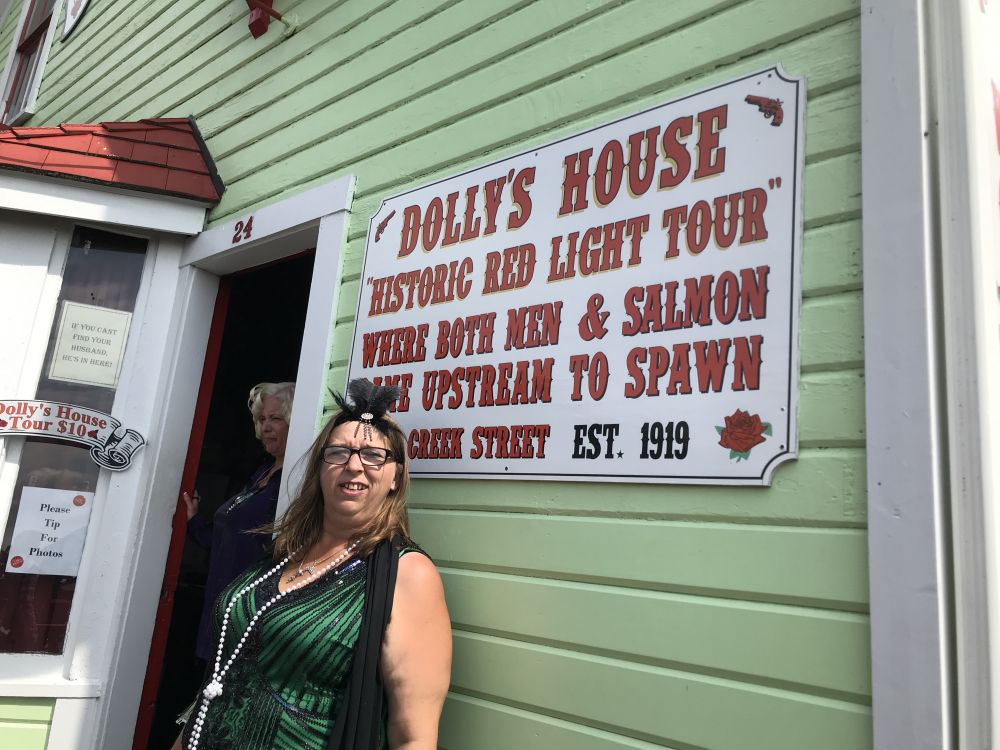 24
DOLLY'S HOUSE
"HISTORIC RED LIGHT TOUR"
WHERE BOTH MEN & SALMON
UPSTREAM TO SPAWN
CREEK STREET EST. 1919
IF YOU CANT
FIND YOUR
HUSBAND,
HE'S IN HERE!
Dolly's House
Tour $10
Please
Tip
For
Photos